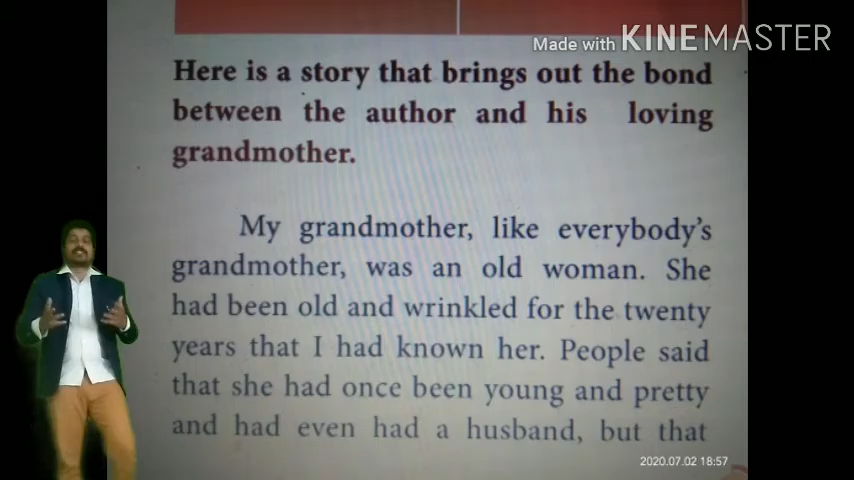 Made with KINEMASTER
Here is a story that brings out the bond
between the author and his loving
grandmother.
My grandmother, like everybody's
grandmother, was an old woman. She
had been old and wrinkled for the twenty
years that I had known her. People said
that she had once been young and pretty
and had even had a husband, but that
2020.07.02 18:57